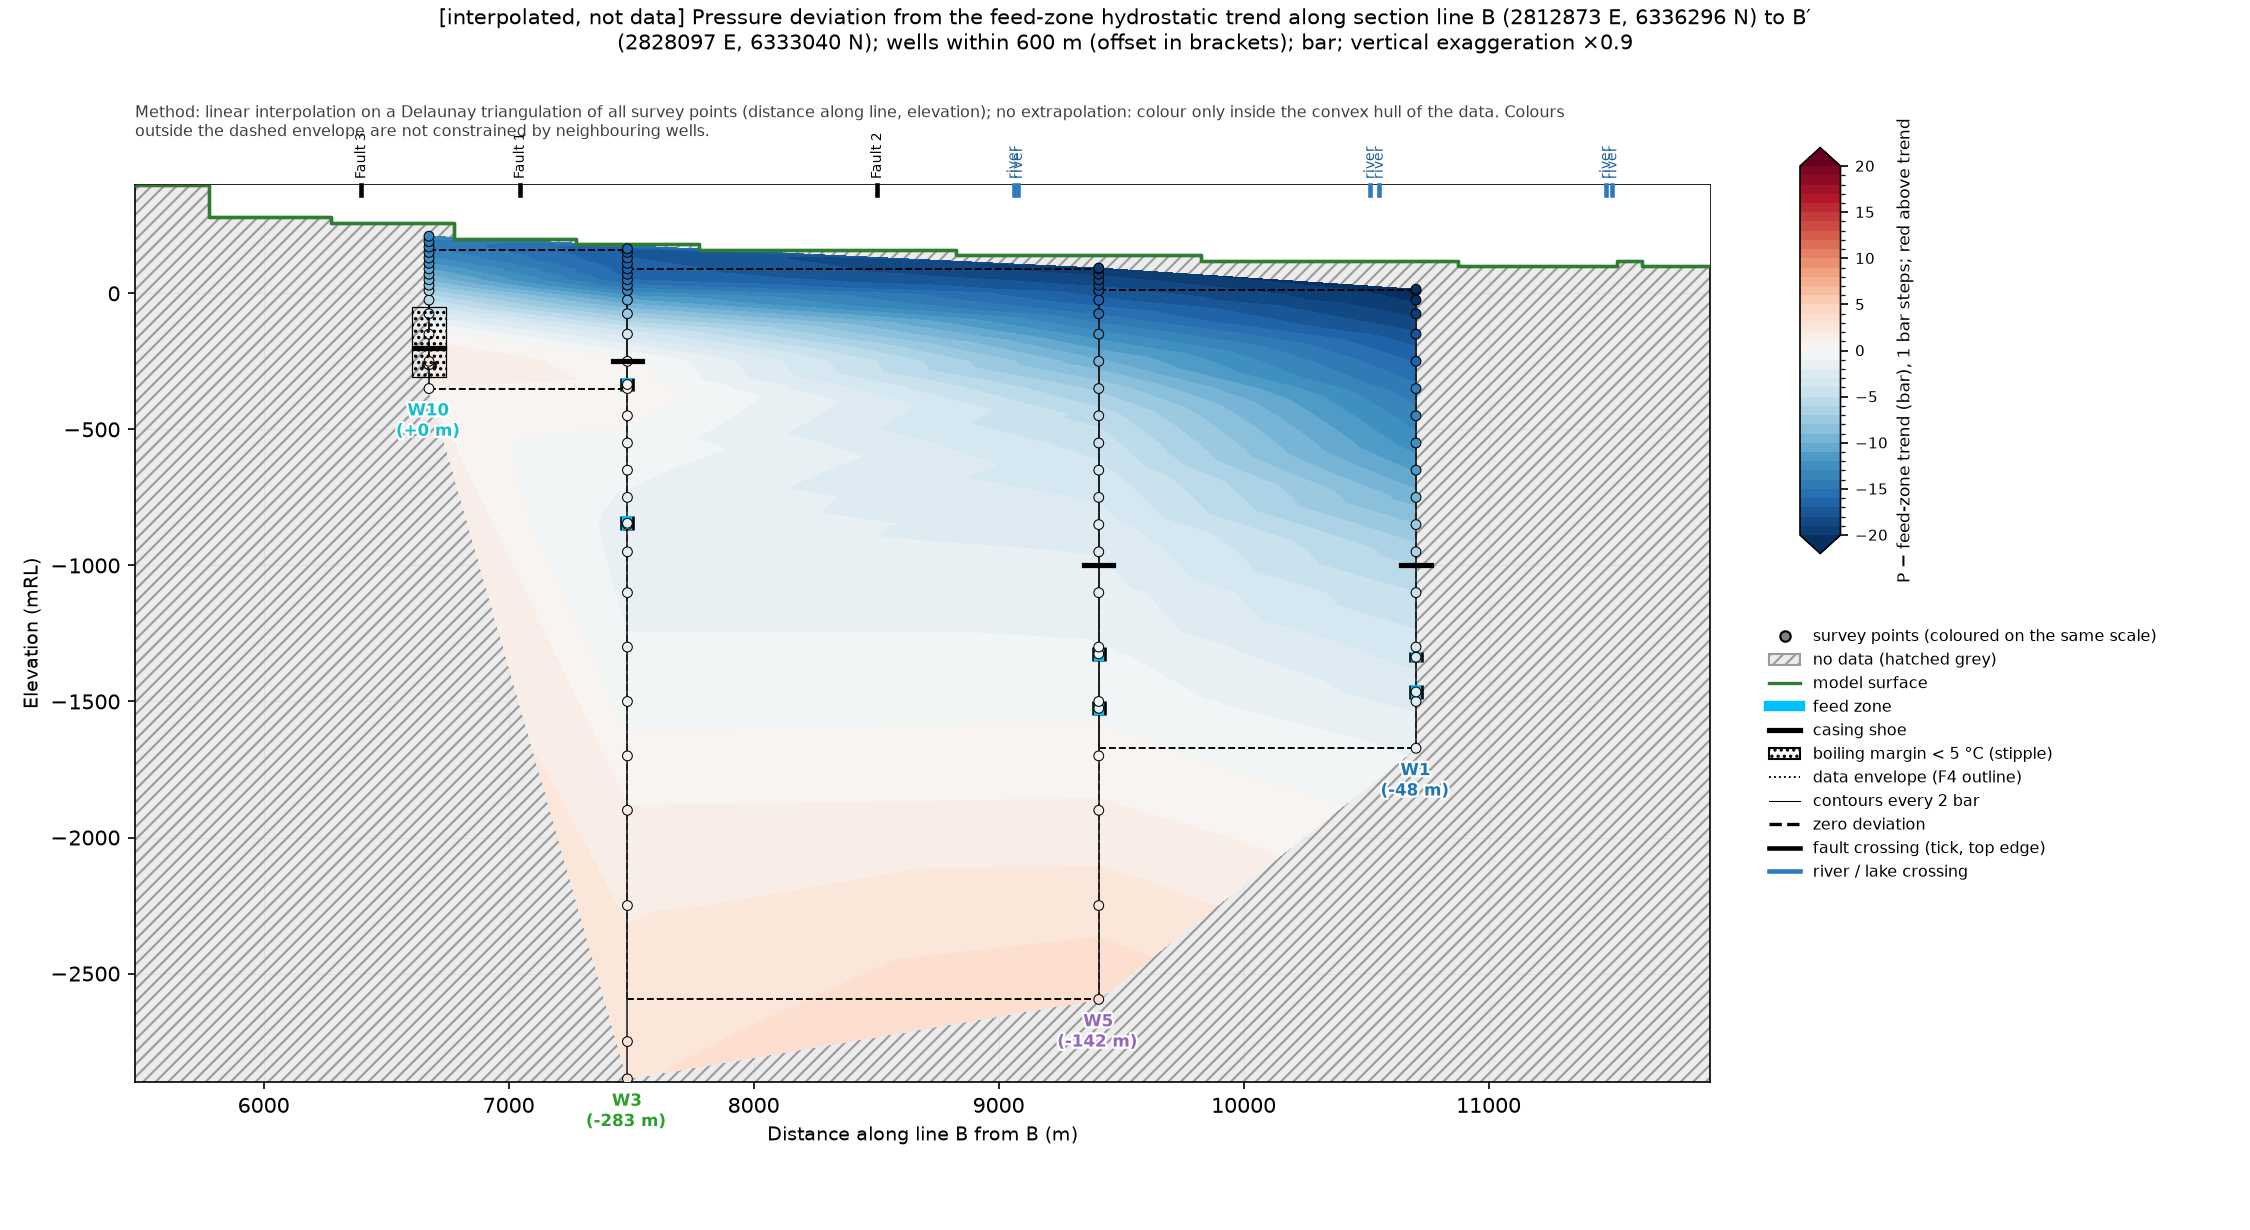 [interpolated, not data] Pressure deviation from the feed-zone hydrostatic trend along section line B (2812873 E, 6336296 N) to B′
(2828097 E, 6333040 N); wells within 600 m (offset in brackets); bar; vertical exaggeration ×0.9
Method: linear interpolation on a Delaunay triangulation of all survey points (distance along line, elevation); no extrapolation: colour only inside the convex hull of the data. Colours
outside the dashed envelope are not constrained by neighbouring wells.
Fault 3
Fault 1
Fault 2
river
river
river
river
river
river
0
−500
−1000
−1500
−2000
−2500
Elevation (mRL)
W10
(+0 m)
W3
(-283 m)
W5
(-142 m)
W1
(-48 m)
6000
7000
8000
9000
10000
11000
Distance along line B from B (m)
20
15
10
5
0
−5
−10
−15
−20
P − feed-zone trend (bar), 1 bar steps; red above trend
survey points (coloured on the same scale)
no data (hatched grey)
model surface
feed zone
casing shoe
boiling margin < 5 °C (stipple)
data envelope (F4 outline)
contours every 2 bar
zero deviation
fault crossing (tick, top edge)
river / lake crossing